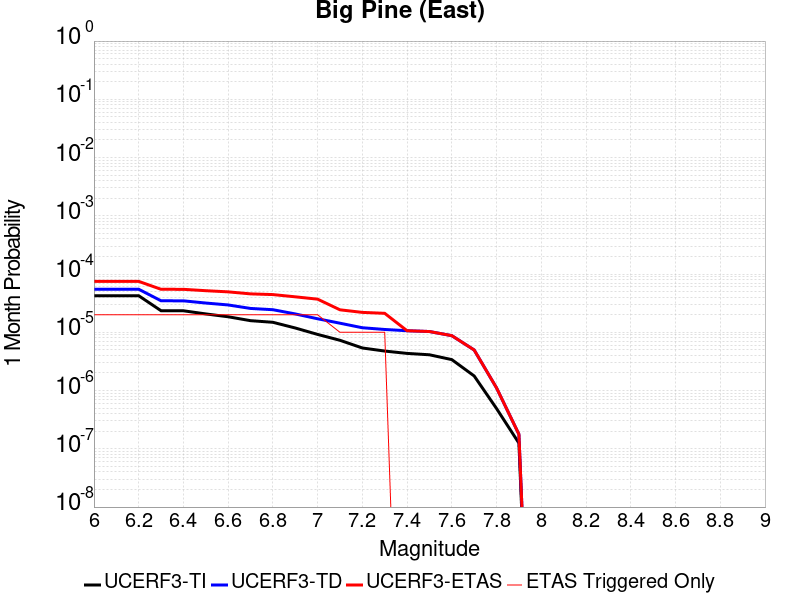 Big Pine (East)
10^0
10^-1
10^-2
10^-3
10^-4
10^-5
10^-6
10^-7
10^-8
1 Month Probability
6 6.2 6.4 6.6 6.8 7 7.2 7.4 7.6 7.8 8 8.2 8.4 8.6 8.8 9
Magnitude
UCERF3-TI UCERF3-TD UCERF3-ETAS ETAS Triggered Only